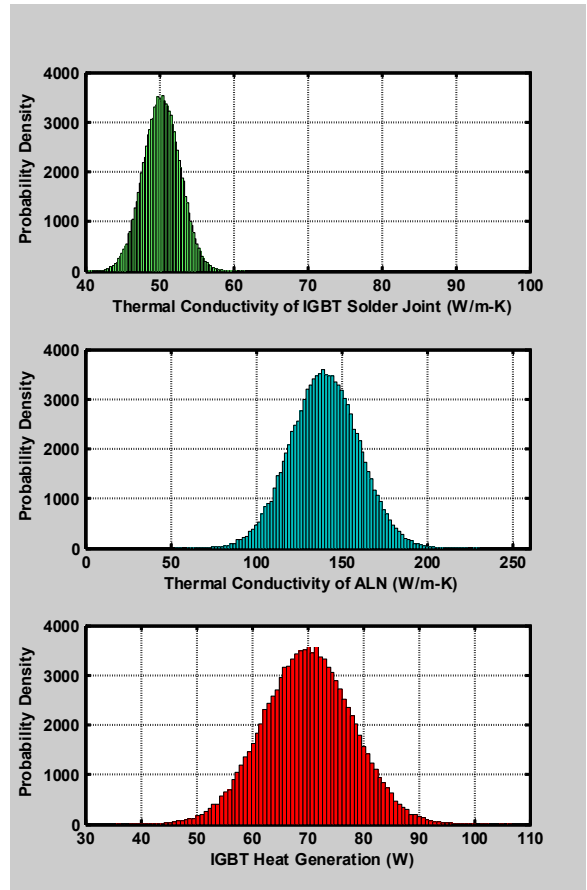 4000
3000
2000
1000
0
Probability Density
40 50 60 70 80 90 100
Thermal Conductivity of IGBT Solder Joint (W/m-K)
4000
3000
2000
1000
0
Probability Density
0 50 100 150 200 250
Thermal Conductivity of ALN (W/m-K)
4000
3000
2000
1000
0
Probability Density
30 40 50 60 70 80 90 100 110
IGBT Heat Generation (W)